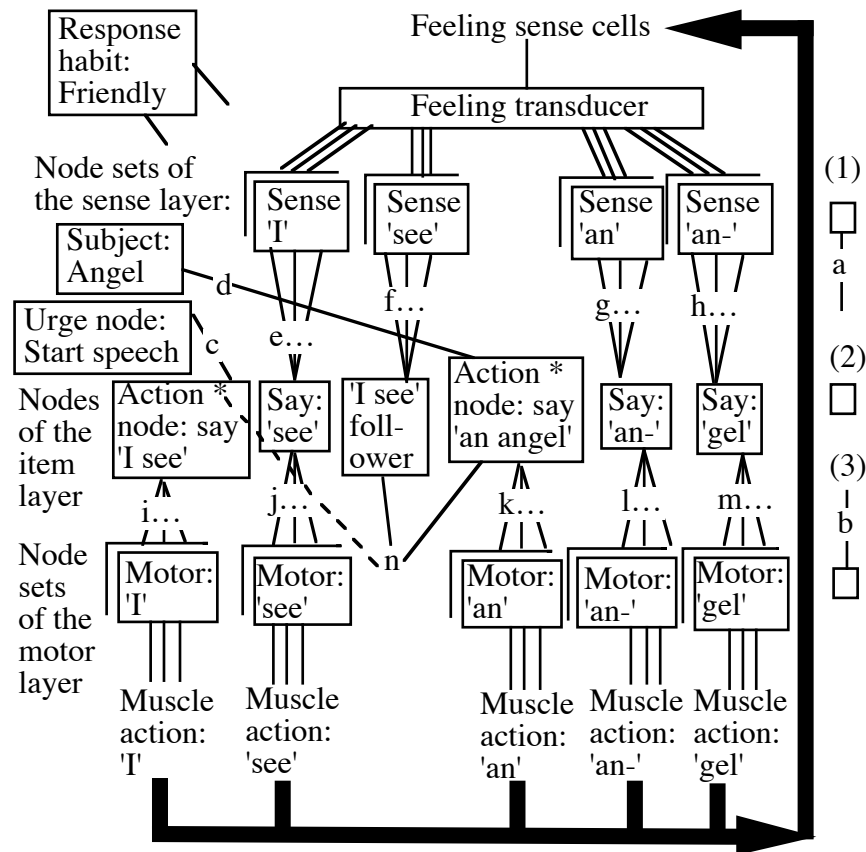 Response
habit:
Friendly
Feeling sense cells
Feeling transducer
Node sets of
the sense layer:
Sense
'I'
Sense
'see'
Sense
'an'
Sense
'an-'
(1)
a
Subject:
Angel
d
e...
f...
g...
h...
Urge node:
Start speech
c
(2)
Nodes
of the
item
layer
Action *
node: say
'I see'
Say:
'see'
'I see'
foll-
ower
Action *
node: say
'an angel'
Say:
'an-'
Say:
'gel'
(3)
b
i...
j...
n
k...
l...
m...
Node
sets
of the
motor
layer
Motor:
'I'
Motor:
'see'
Motor:
'an'
Motor:
'an-'
Motor:
'gel'
Muscle
action:
'I'
Muscle
action:
'see'
Muscle
action:
'an'
Muscle
action:
'an-'
Muscle
action:
'gel'